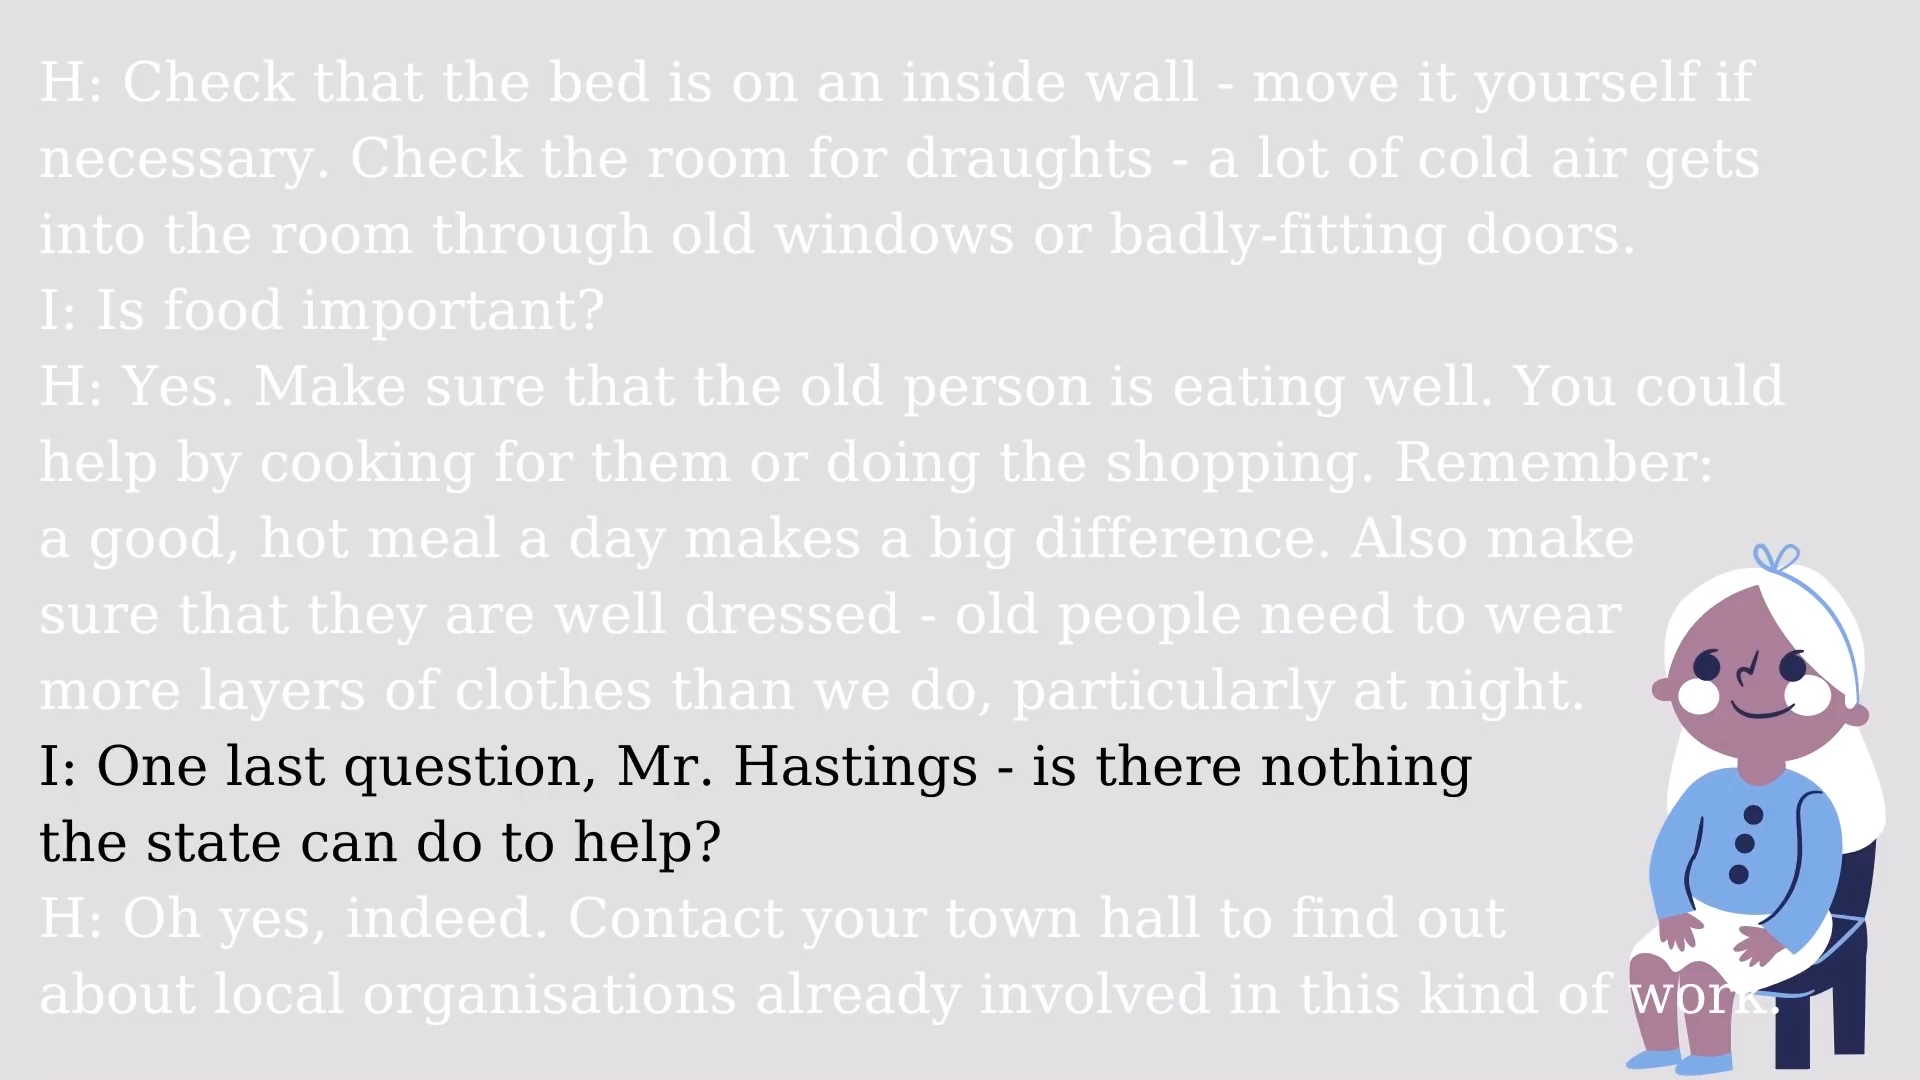 H: Check that the bed is on an inside wall - move it yourself if
necessary. Check the room for draughts - a lot of cold air gets
into the room through old windows or badly-fitting doors.
I: Is food important?
H: Yes. Make sure that the old person is eating well. You could
help by cooking for them or doing the shopping. Remember:
a good, hot meal a day makes a big difference. Also make
sure that they are well dressed - old people need to wear
more layers of clothes than we do, particularly at night.
I: One last question, Mr. Hastings - is there nothing
the state can do to help?
H: Oh yes, indeed. Contact your town hall to find out
about local organisations already involved in this kind of work.